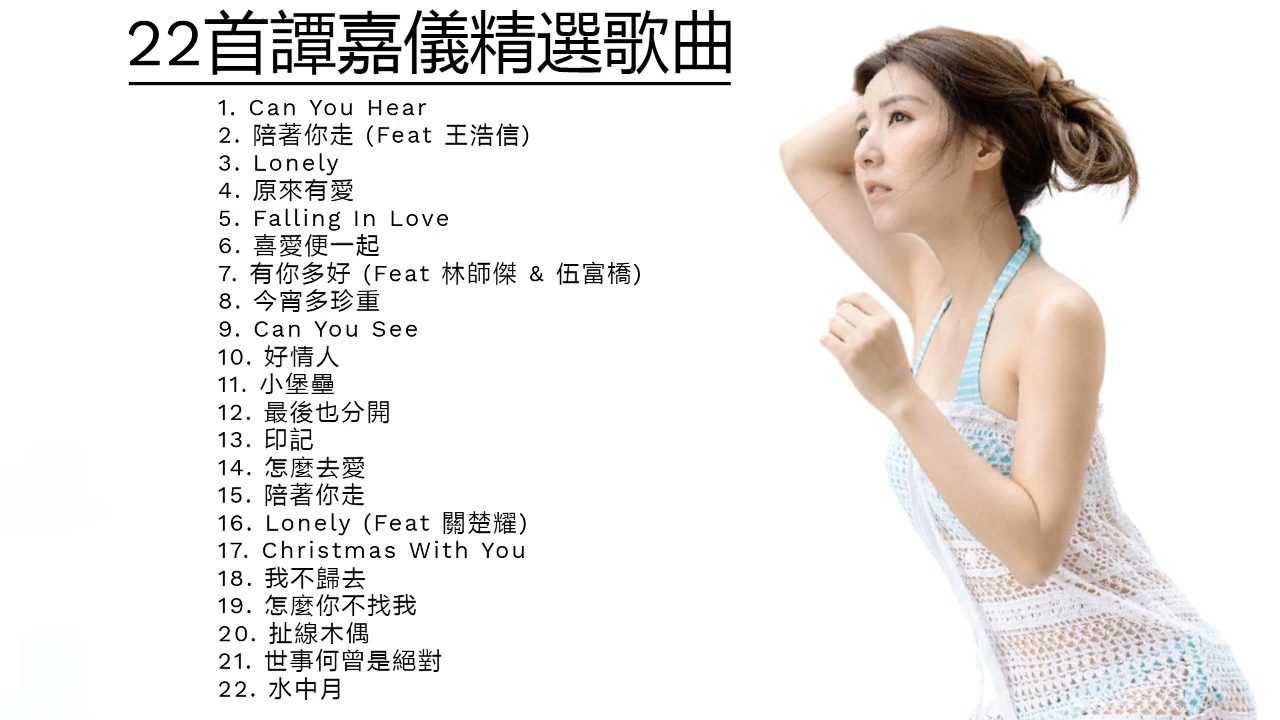 22首譚嘉儀精選歌曲
1. Can You Hear
2. 陪著你走 (Feat 王浩信)
3. Lonely
4. 原來有愛
5. Falling In Love
6. 喜愛便一起
7. 有你多好 (Feat 林師傑 & 伍富橋)
8. 今宵多珍重
9. Can You See
10. 好情人
11. 小堡壘
12. 最後也分開
13. 印記
14. 怎麼去愛
15. 陪著你走
16. Lonely (Feat 關楚耀)
17. Christmas With You
18. 我不歸去
19. 怎麼你不找我
20. 扯線木偶
21. 世事何曾是絕對
22. 水中月